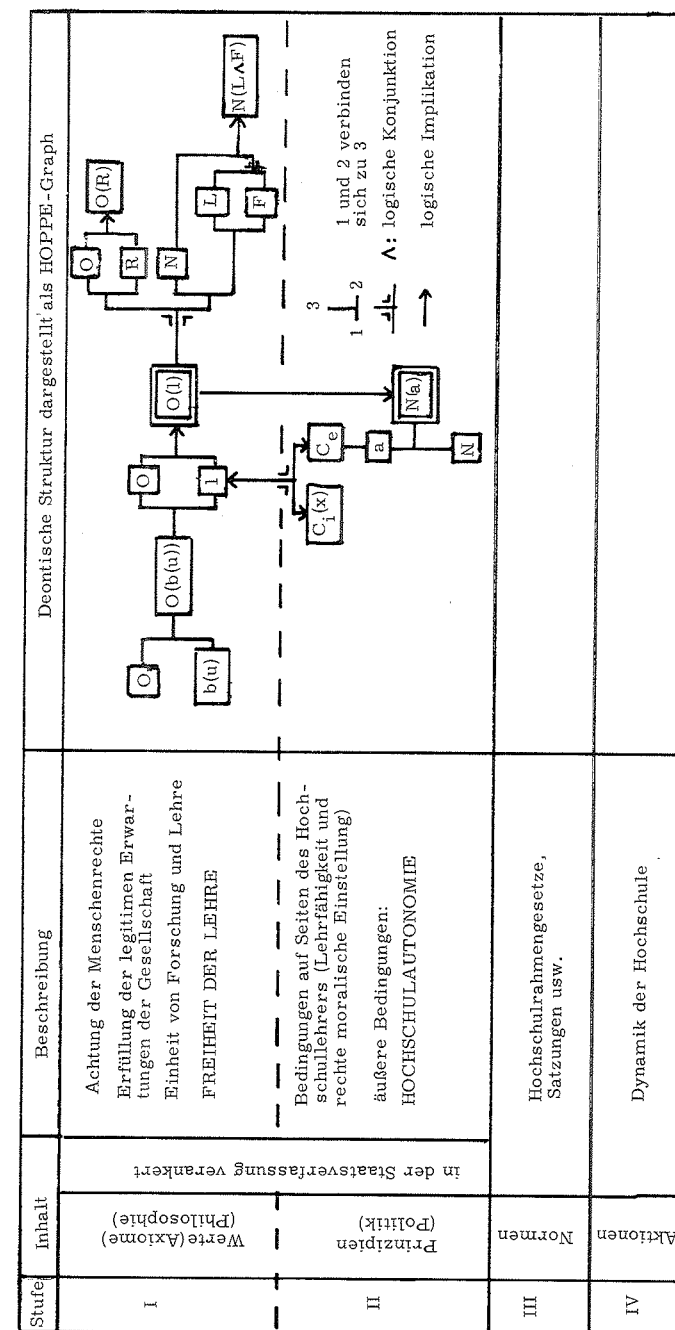 Stufe
Inhalt
Beschreibung
Deontische Struktur dargestellt als HOPPE-Graph
I
Werte(Axiome)
(Philosophie)
in der Staatsverfassung verankert
Achtung der Menschenrechte
Erfüllung der legitimen Erwar-
tungen der Gesellschaft
Einheit von Forschung und Lehre
FREIHEIT DER LEHRE
O
b(u)
O(b(u))
O
l
O(l)
O
R
O(R)
N
L
F
N(L∧F)
II
Prinzipien
(Politik)
Bedingungen auf Seiten des Hoch-
schullehrers (Lehrfähigkeit und
rechte moralische Einstellung)
äußere Bedingungen:
HOCHSCHULAUTONOMIE
C_i(x)
C_e
a
N
N(a)
3
1 2
1 und 2 verbinden
sich zu 3
∧: logische Konjunktion
→ logische Implikation
III
Normen
Hochschulrahmengesetze,
Satzungen usw.
IV
Aktionen
Dynamik der Hochschule